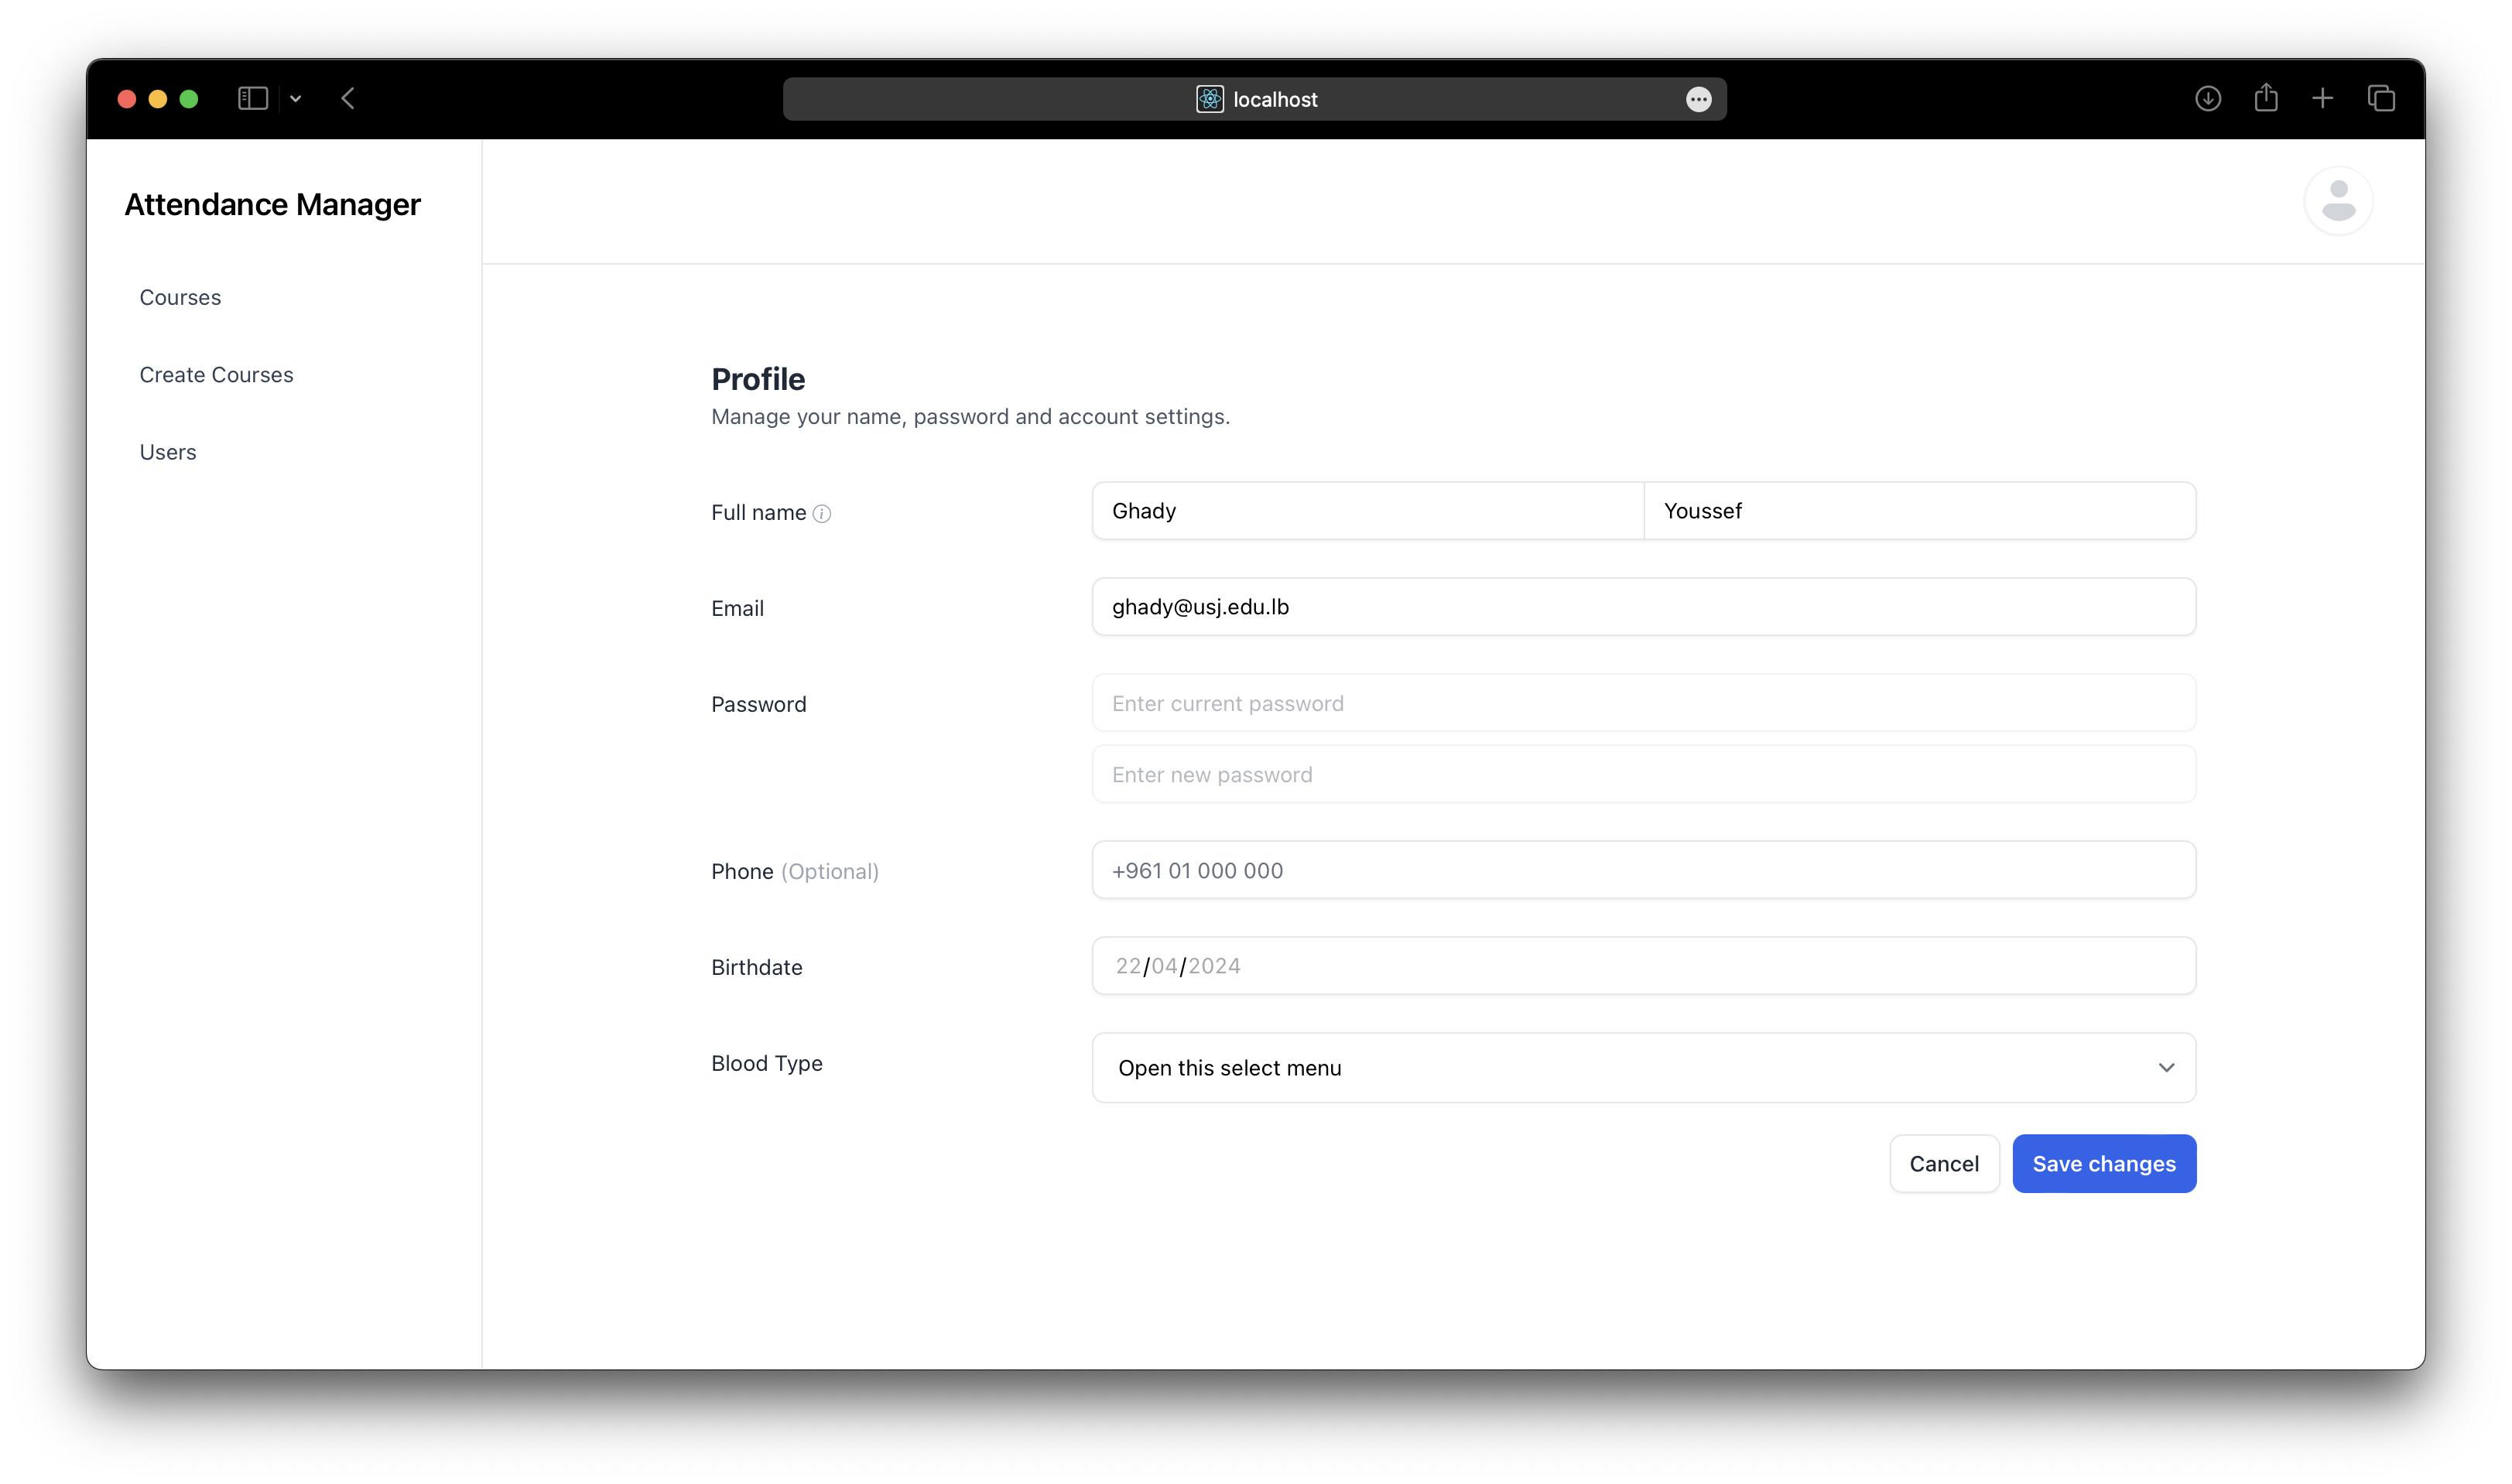 localhost
Attendance Manager
Courses
Create Courses
Users
Profile
Manage your name, password and account settings.
Full name
Ghady
Youssef
Email
ghady@usj.edu.lb
Password
Enter current password
Enter new password
Phone (Optional)
+961 01 000 000
Birthdate
22/04/2024
Blood Type
Open this select menu
Cancel
Save changes